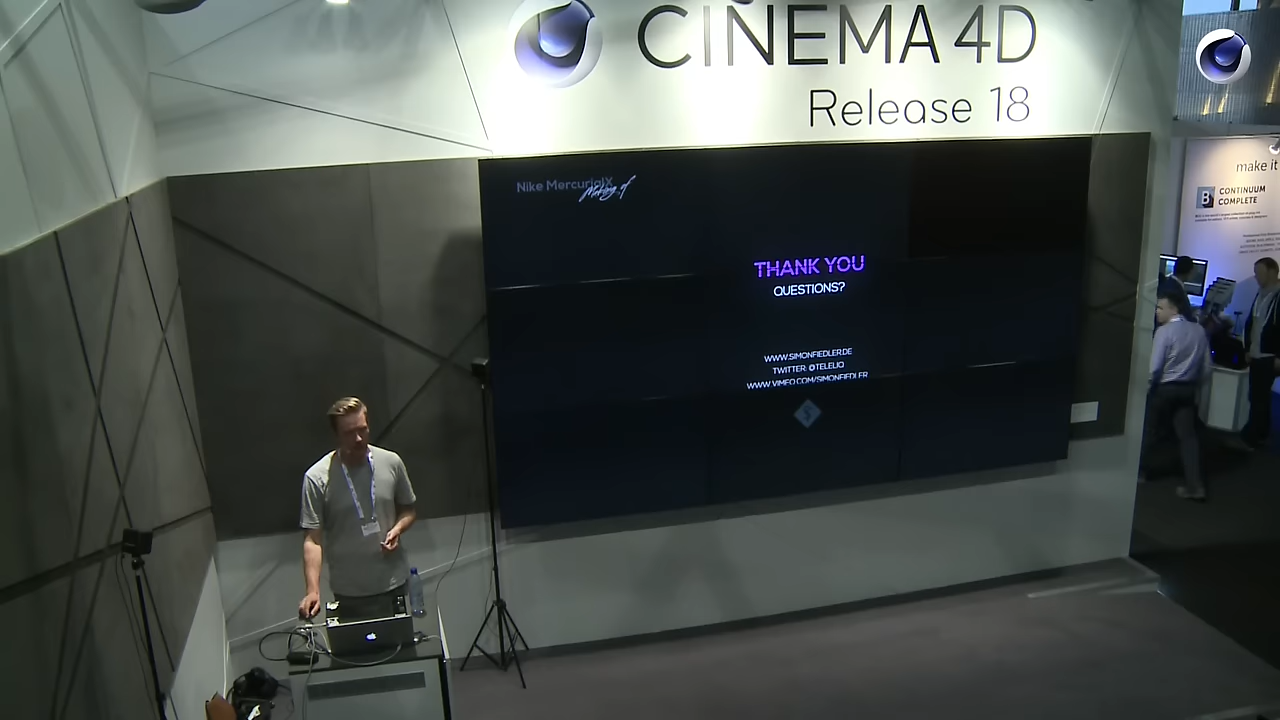 CINEMA 4D
Release 18
Nike MercurialX
Making of
THANK YOU
QUESTIONS?
WWW.SIMONFIEDLER.DE
TWITTER @TELELIQ
WWW.VIMEO.COM/SIMONFIEDLER
make it
B
CONTINUUM
COMPLETE